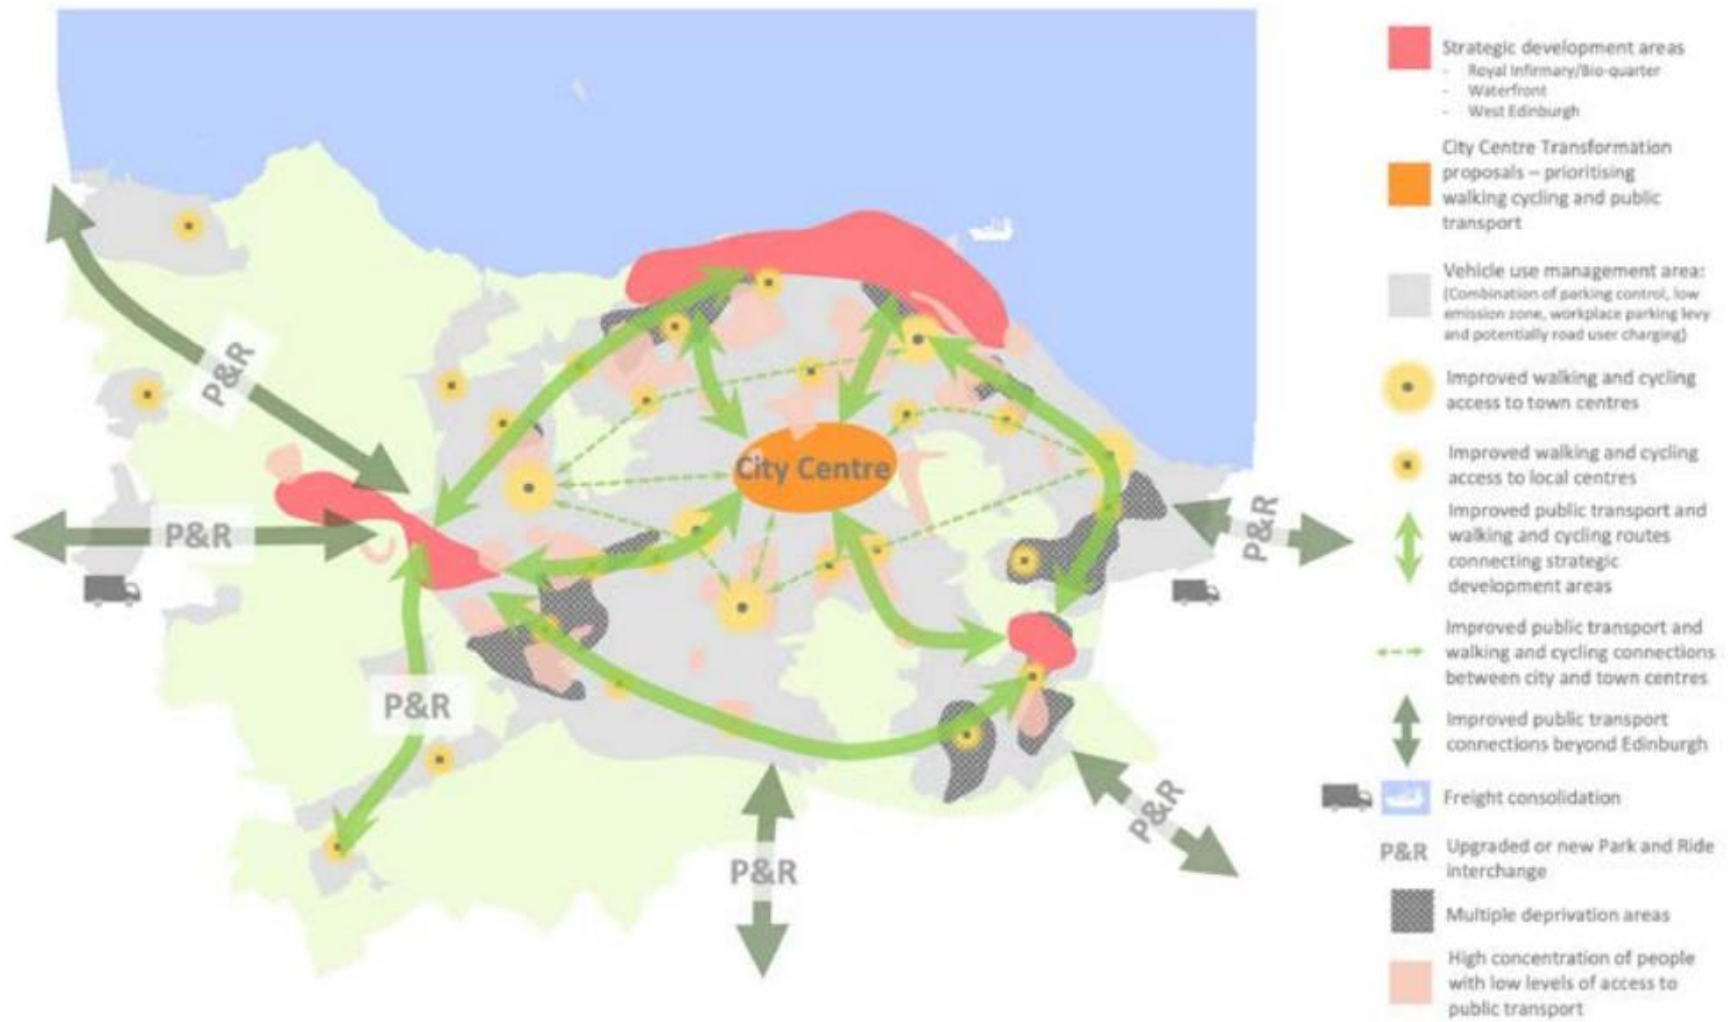 P&R
P&R
P&R
City Centre
P&R
P&R
P&R
Strategic development areas
- Royal Infirmary/Bio-quarter
- Waterfront
- West Edinburgh
City Centre Transformation
proposals – prioritising
walking cycling and public
transport
Vehicle use management area:
(Combination of parking control, low
emission zone, workplace parking levy
and potentially road user charging)
Improved walking and cycling
access to town centres
Improved walking and cycling
access to local centres
Improved public transport and
walking and cycling routes
connecting strategic
development areas
Improved public transport and
walking and cycling connections
between city and town centres
Improved public transport
connections beyond Edinburgh
Freight consolidation
P&R
Upgraded or new Park and Ride
interchange
Multiple deprivation areas
High concentration of people
with low levels of access to
public transport